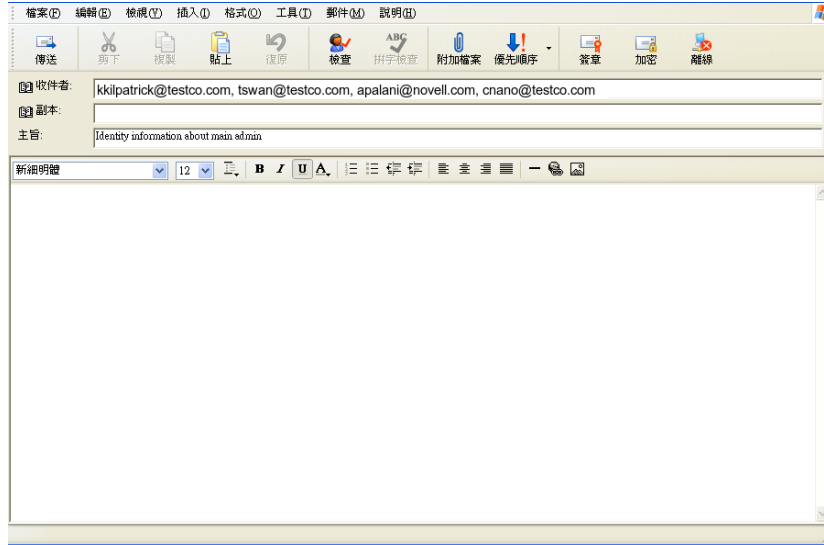 檔案(F) 編輯(E) 檢視(V) 插入(I) 格式(O) 工具(T) 郵件(M) 說明(H)
傳送 剪下 複製 貼上 復原 檢查 拼字檢查 附加檔案 優先順序 簽章 加密 離線
收件者: kkilpatrick@testco.com, tswan@testco.com, apalani@novell.com, cnano@testco.com
副本:
主旨: Identity information about main admin
新細明體 12 B I U A